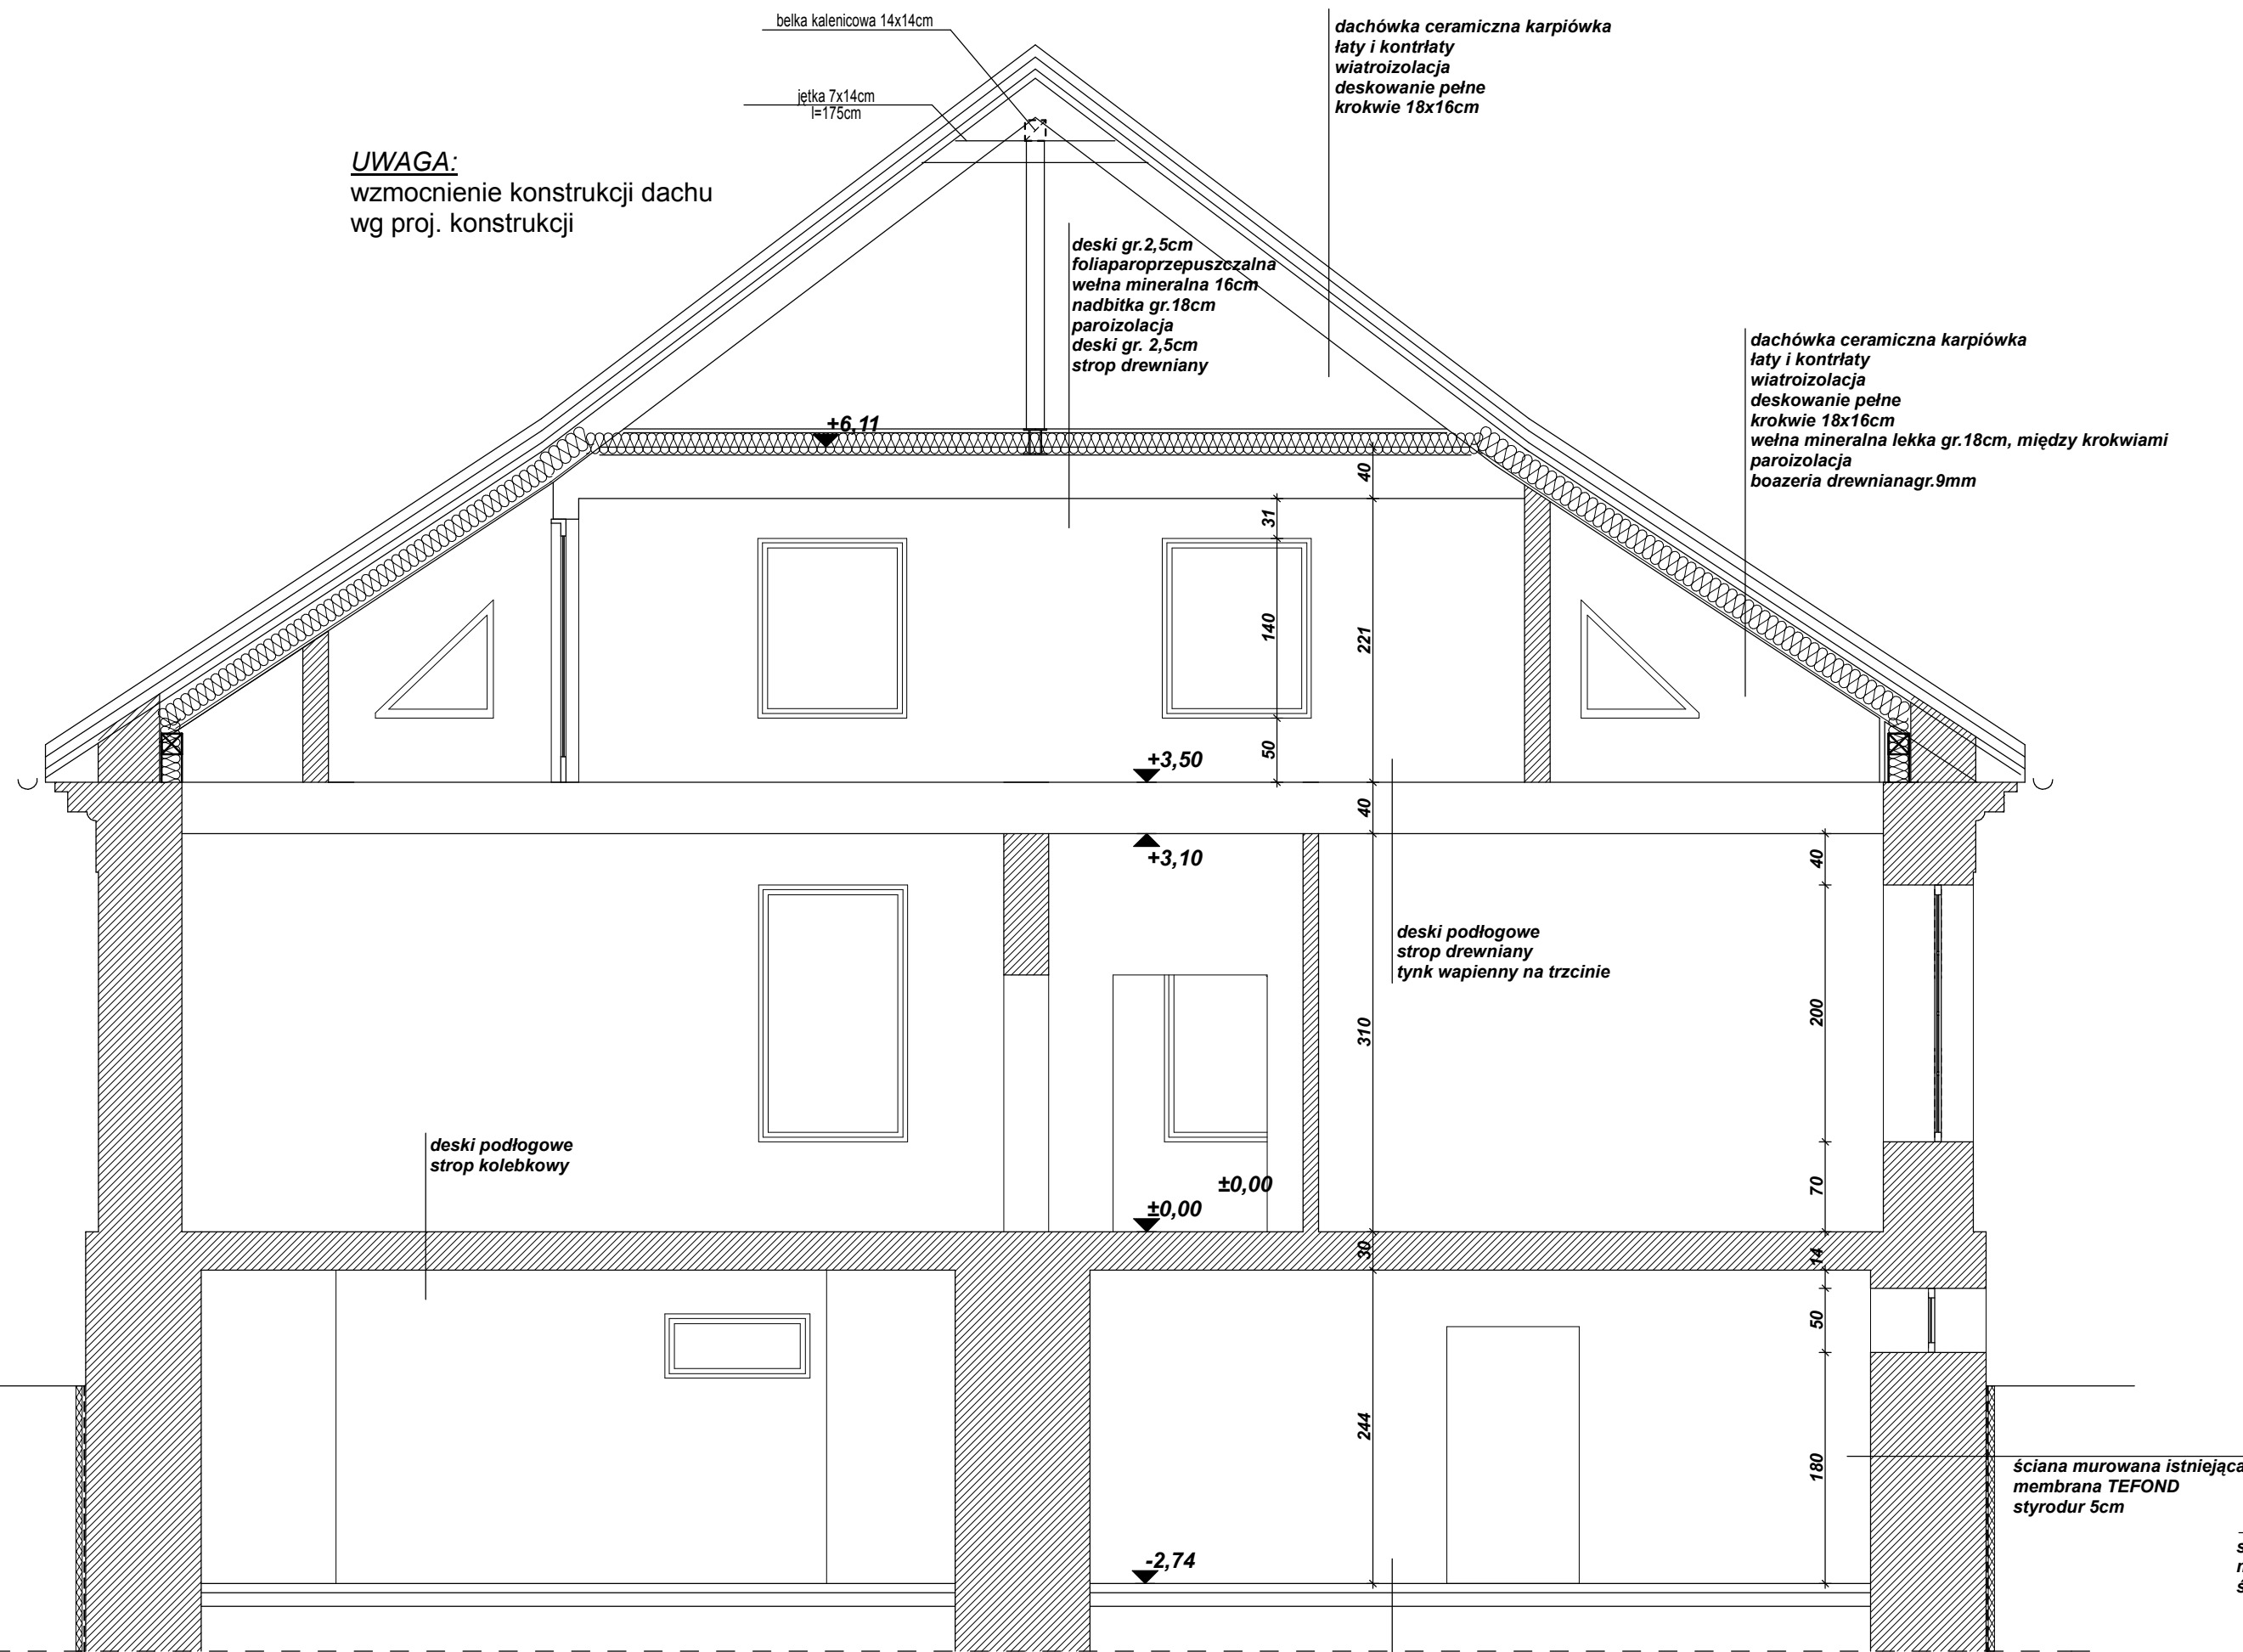 belka kalenicowa 14x14cm
jętka 7x14cm
l=175cm
UWAGA:
wzmocnienie konstrukcji dachu
wg proj. konstrukcji
dachówka ceramiczna karpiówka
łaty i kontrłaty
wiatroizolacja
deskowanie pełne
krokwie 18x16cm
deski gr.2,5cm
foliaparoprzepuszczalna
wełna mineralna 16cm
nadbitka gr.18cm
paroizolacja
deski gr. 2,5cm
strop drewniany
dachówka ceramiczna karpiówka
łaty i kontrłaty
wiatroizolacja
deskowanie pełne
krokwie 18x16cm
wełna mineralna lekka gr.18cm, między krokwiami
paroizolacja
boazeria drewnianagr.9mm
+6,11
40
31
140
221
50
+3,50
40
+3,10
40
deski podłogowe
strop drewniany
tynk wapienny na trzcinie
310
200
70
deski podłogowe
strop kolebkowy
±0,00
±0,00
30
14
50
244
180
ściana murowana istniejąca
membrana TEFOND
styrodur 5cm
-2,74
s
ś